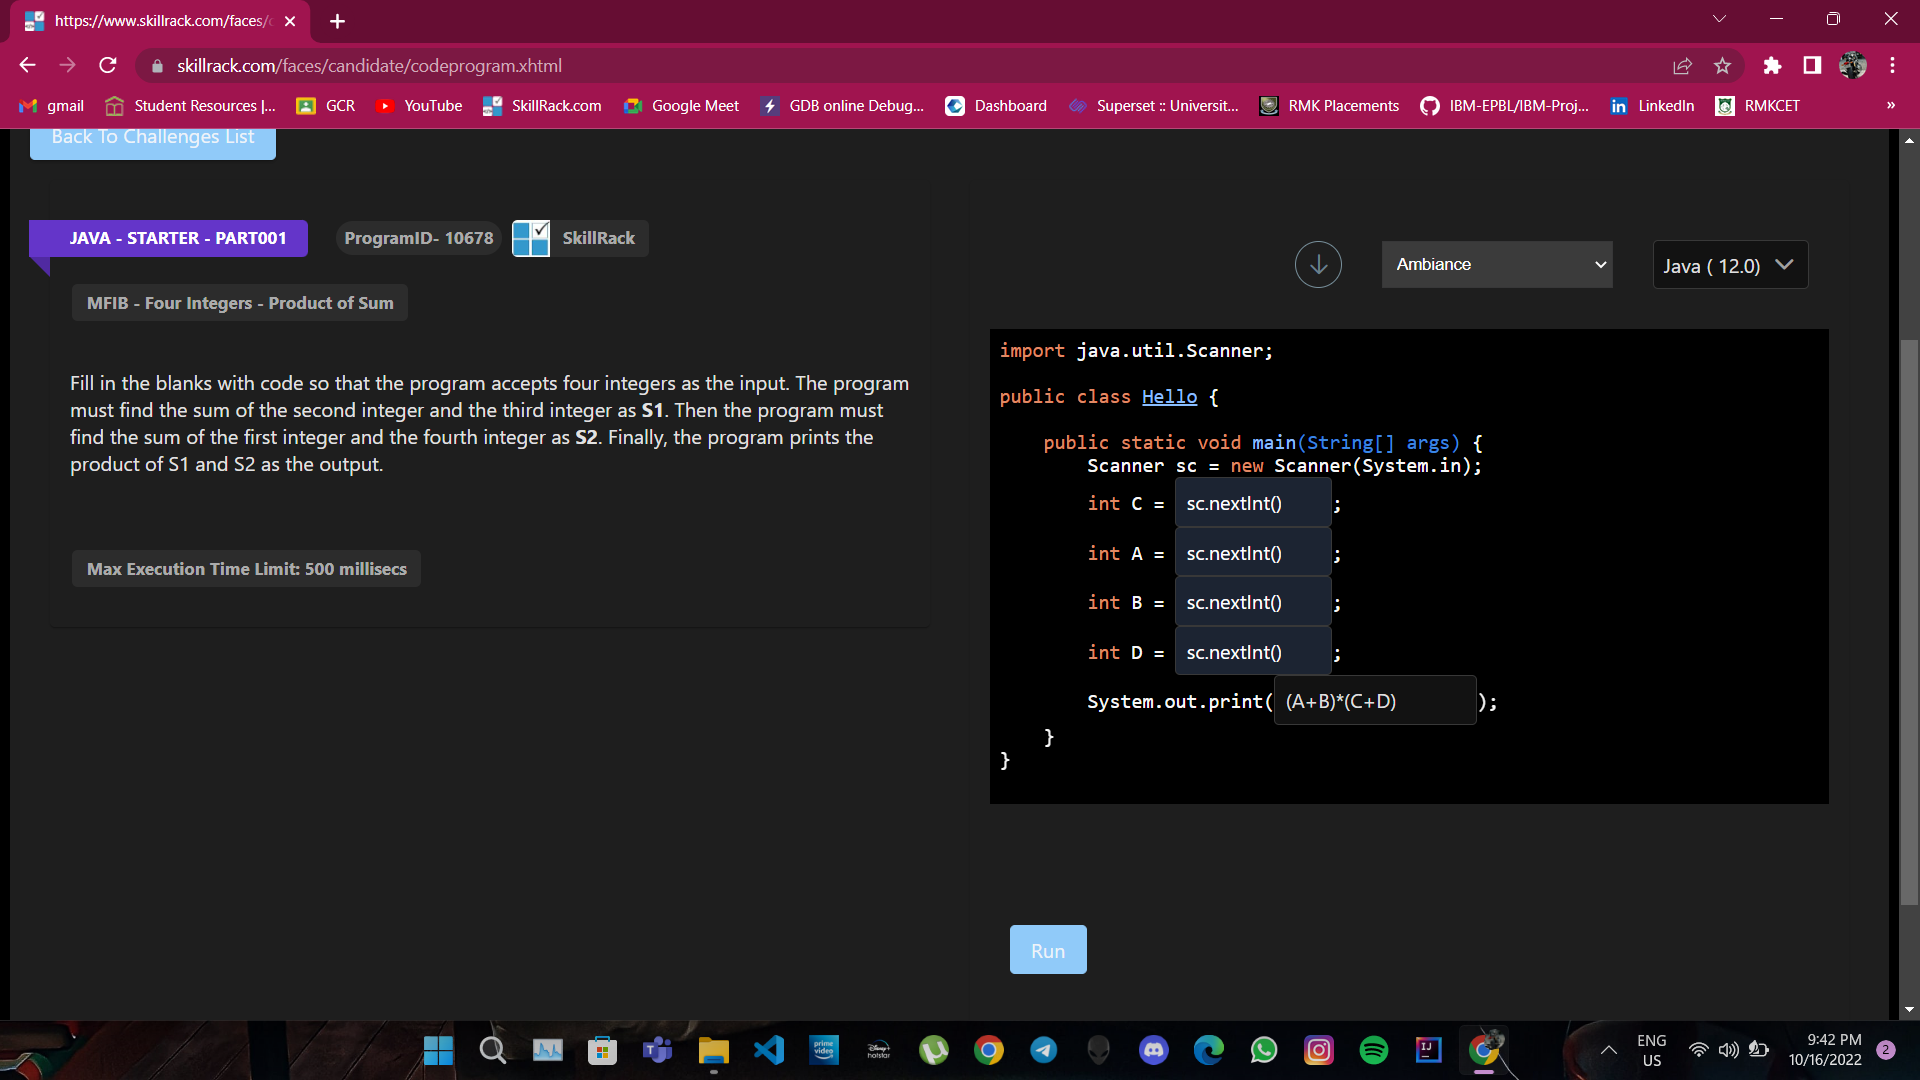 https://www.skillrack.com/faces/c
skillrack.com/faces/candidate/codeprogram.xhtml
gmail
Student Resources |...
GCR
YouTube
SkillRack.com
Google Meet
GDB online Debug...
Dashboard
Superset :: Universit...
RMK Placements
IBM-EPBL/IBM-Proj...
LinkedIn
RMKCET
»
Back To Challenges List
JAVA - STARTER - PART001
ProgramID- 10678
SkillRack
MFIB - Four Integers - Product of Sum
Fill in the blanks with code so that the program accepts four integers as the input. The program
must find the sum of the second integer and the third integer as S1. Then the program must
find the sum of the first integer and the fourth integer as S2. Finally, the program prints the
product of S1 and S2 as the output.
Max Execution Time Limit: 500 millisecs
Ambiance
Java ( 12.0)
import java.util.Scanner;
public class Hello {
public static void main(String[] args) {
Scanner sc = new Scanner(System.in);
int C = sc.nextInt() ;
int A = sc.nextInt() ;
int B = sc.nextInt() ;
int D = sc.nextInt() ;
System.out.print( (A+B)*(C+D) );
}
}
Run
prime
video
Disney+
hotstar
IJ
ENG
US
9:42 PM
10/16/2022
2